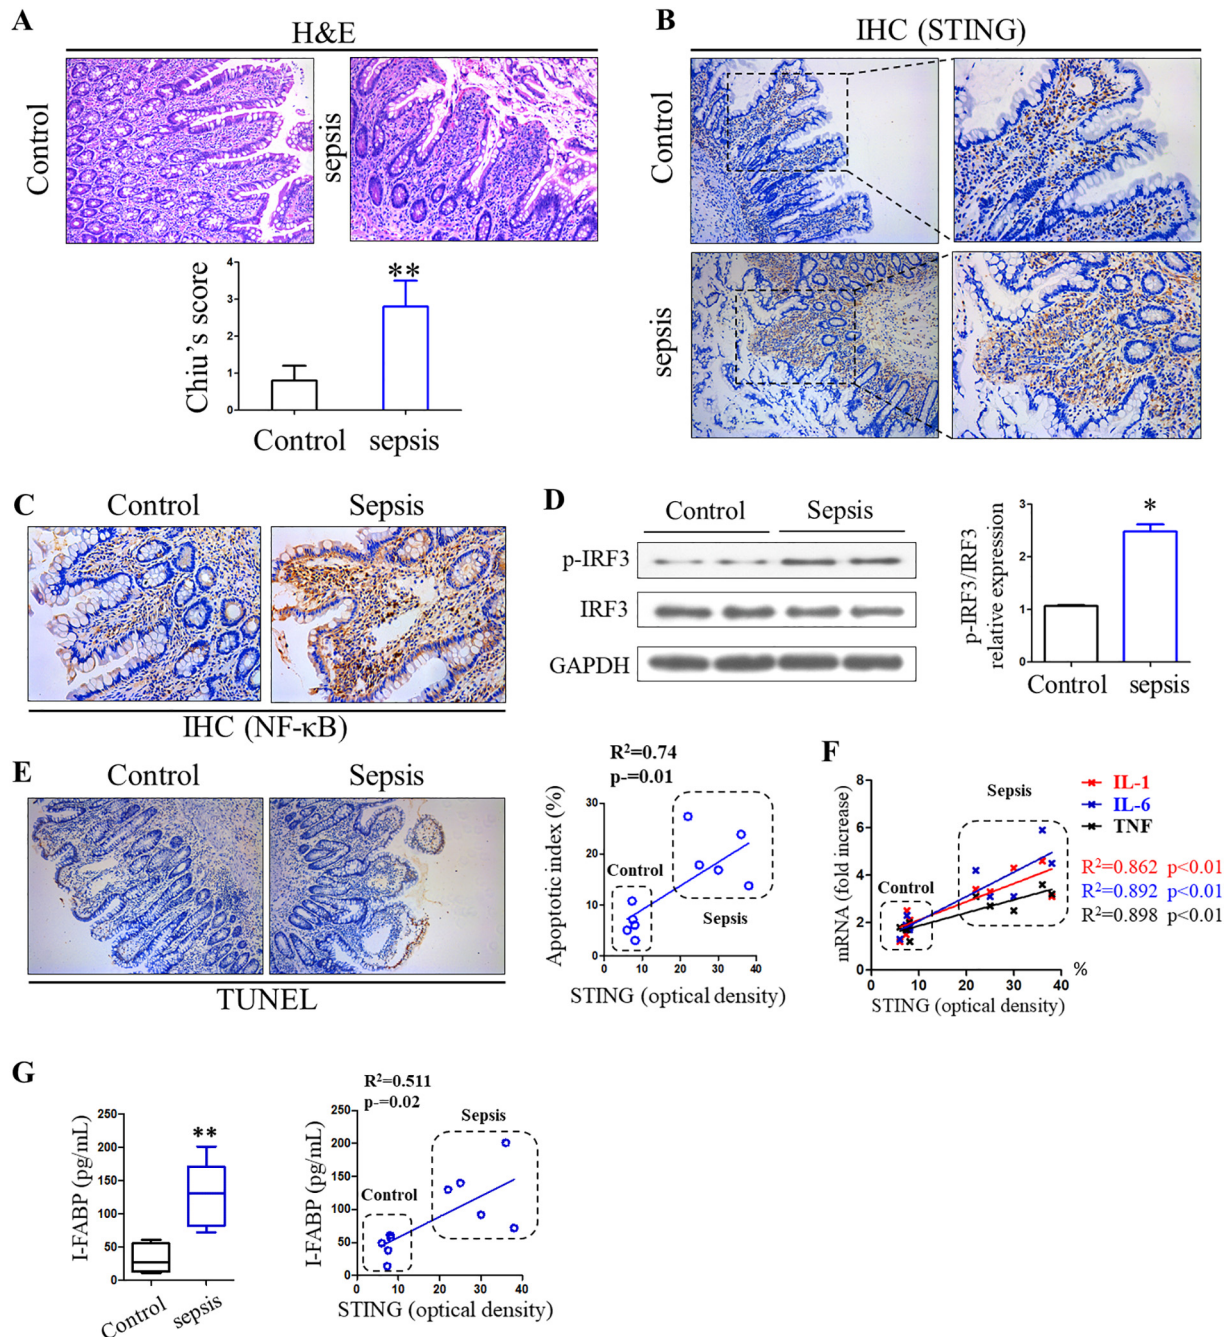 A
H&E
Control
sepsis
4
3
2
1
0
**
Chiu’s score
Control
sepsis
B
IHC (STING)
Control
sepsis
C
Control
Sepsis
IHC (NF-κB)
D
Control
Sepsis
p-IRF3
IRF3
GAPDH
p-IRF3/IRF3
relative expression
3
2
1
0
*
Control
sepsis
E
Control
Sepsis
TUNEL
R²=0.74
p-=0.01
Apoptotic index (%)
30
20
10
0
Control
Sepsis
0 10 20 30 40
STING (optical density)
F
mRNA (fold increase)
8
6
4
2
0
Control
Sepsis
IL-1
IL-6
TNF
R²=0.862 p<0.01
R²=0.892 p<0.01
R²=0.898 p<0.01
%
0 10 20 30 40
STING (optical density)
G
I-FABP (pg/mL)
250
200
150
100
50
0
**
Control
sepsis
R²=0.511
p-=0.02
I-FABP (pg/mL)
250
200
150
100
50
0
Control
Sepsis
0 10 20 30 40
STING (optical density)